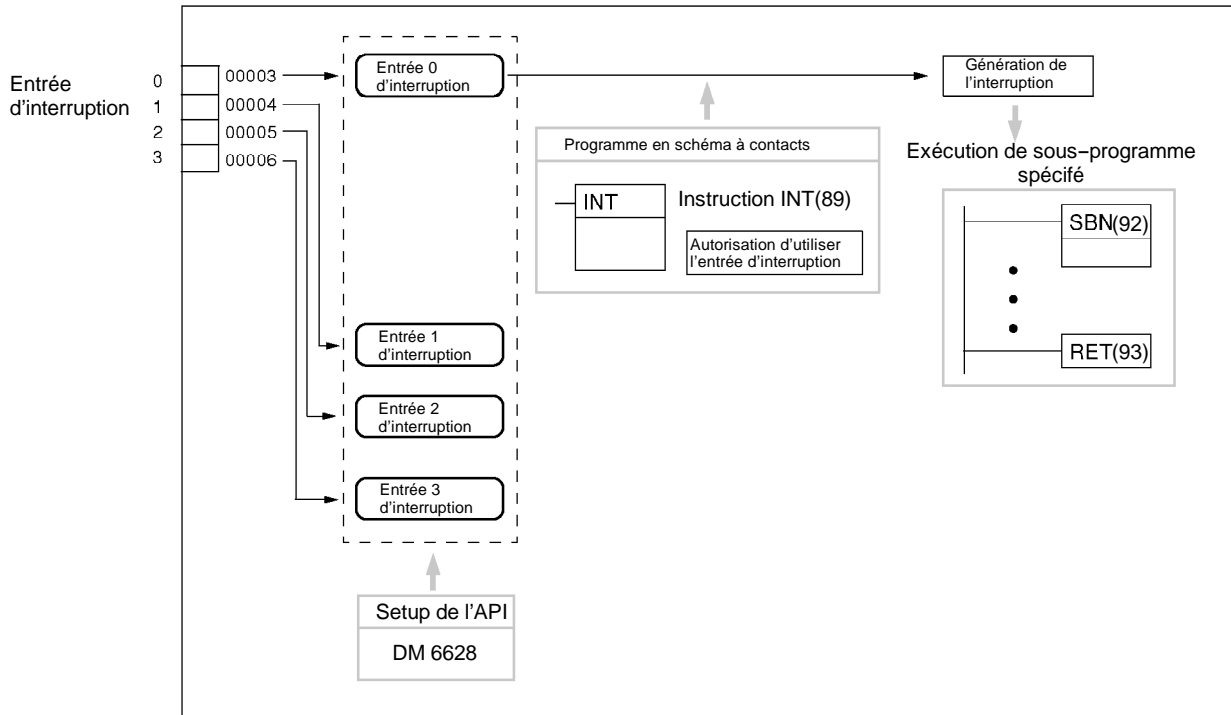 Entrée
d'interruption
0
00003
1
00004
2
00005
3
00006
Entrée 0
d'interruption
Génération de
l'interruption
Programme en schéma à contacts
INT
Instruction INT(89)
Autorisation d'utiliser
l'entrée d'interruption
Exécution de sous-programme
spécifé
SBN(92)
RET(93)
Entrée 1
d'interruption
Entrée 2
d'interruption
Entrée 3
d'interruption
Setup de l'API
DM 6628